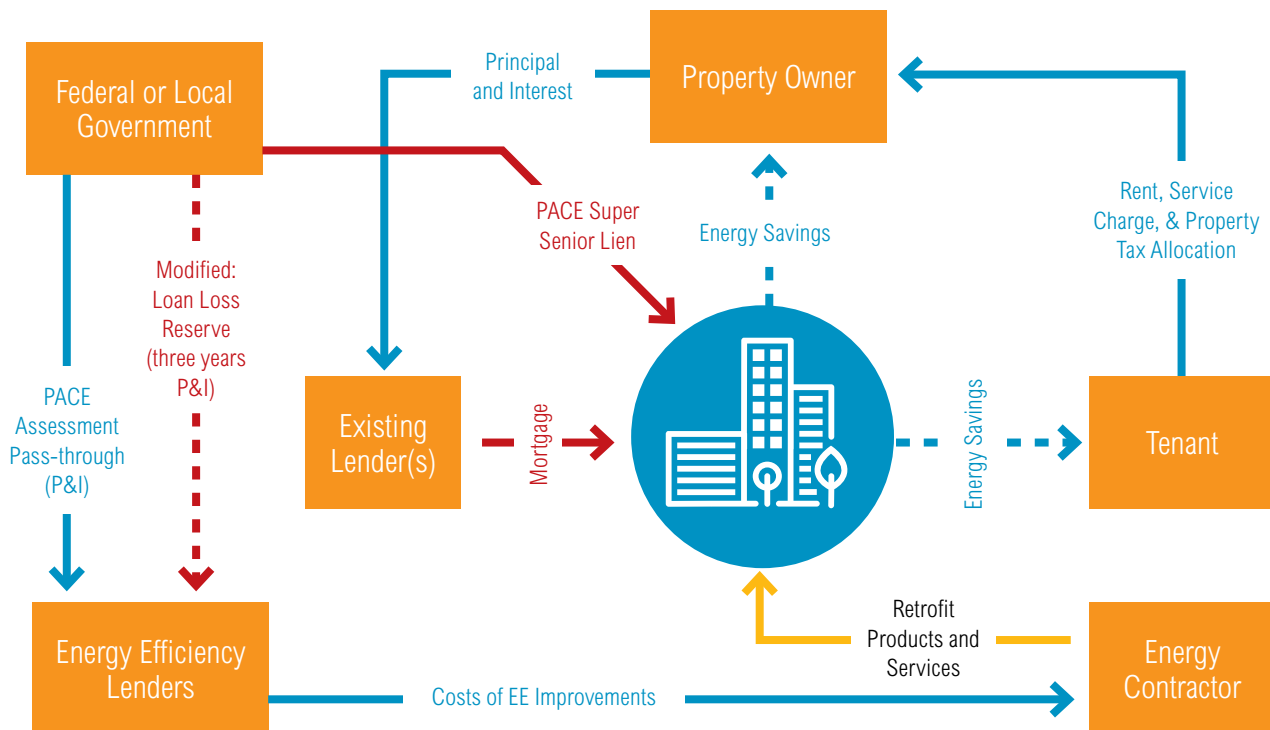 Federal or Local
Government
Principal
and Interest
Property Owner
PACE Super
Senior Lien
Energy Savings
Rent, Service
Charge, & Property
Tax Allocation
Modified:
Loan Loss
Reserve
(three years
P&I)
PACE
Assessment
Pass-through
(P&I)
Existing
Lender(s)
Mortgage
Energy Savings
Tenant
Energy Efficiency
Lenders
Costs of EE Improvements
Retrofit
Products and
Services
Energy
Contractor